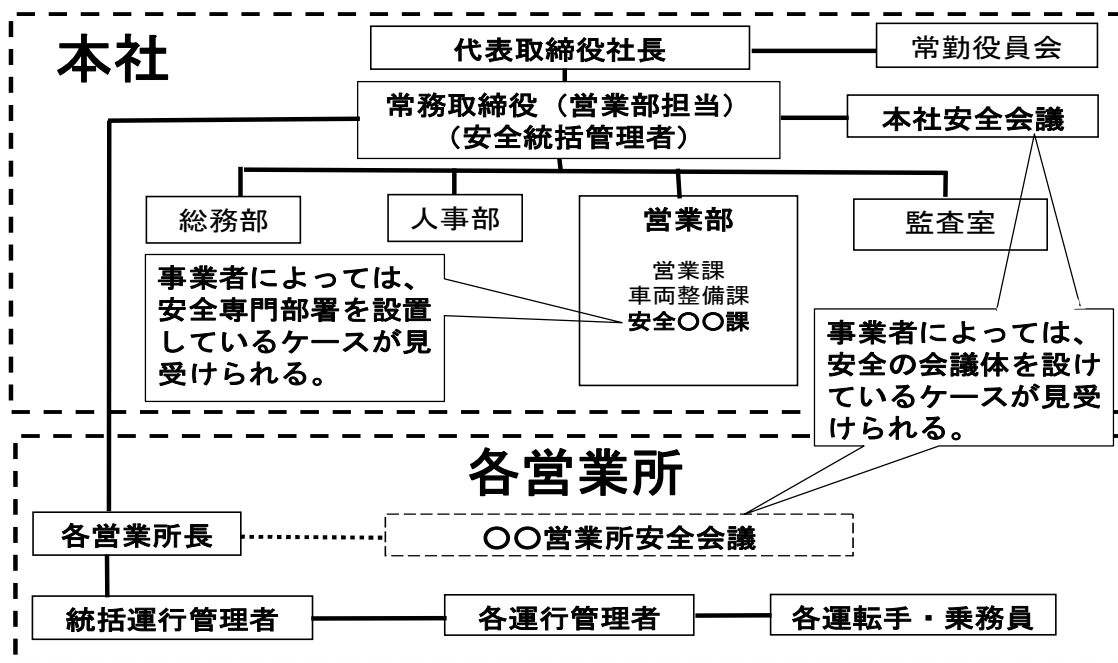 本社
代表取締役社長
常勤役員会
常務取締役（営業部担当）
（安全統括管理者）
本社安全会議
総務部
人事部
営業部
監査室
営業課
車両整備課
安全〇〇課
事業者によっては、
安全専門部署を設置
しているケースが見
受けられる。
事業者によっては、
安全の会議体を設け
ているケースが見受
けられる。
各営業所
各営業所長
〇〇営業所安全会議
統括運行管理者
各運行管理者
各運転手・乗務員